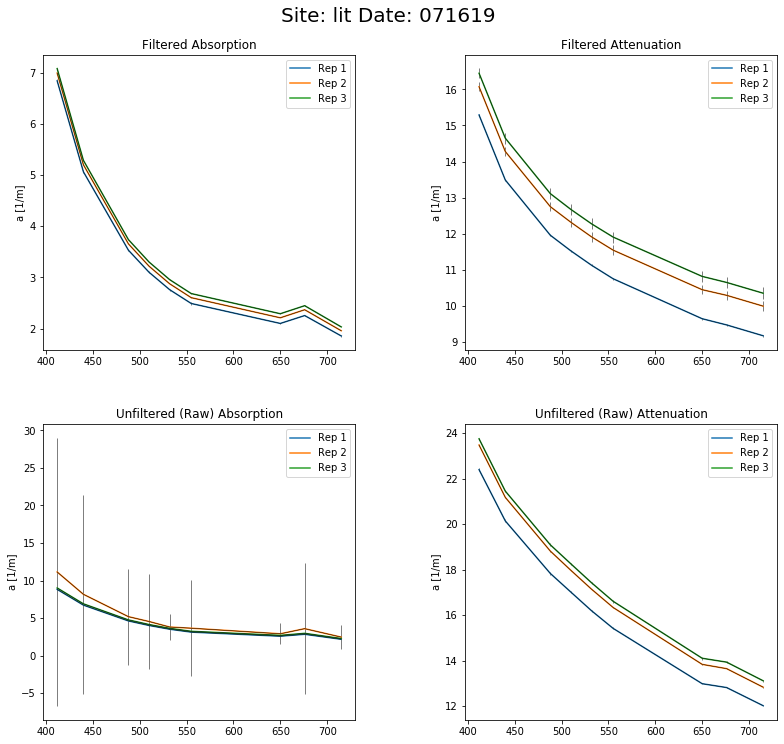 Site: lit Date: 071619
Filtered Absorption
a [1/m]
7
6
5
4
3
2
400 450 500 550 600 650 700
Rep 1
Rep 2
Rep 3
Filtered Attenuation
a [1/m]
16
15
14
13
12
11
10
9
400 450 500 550 600 650 700
Rep 1
Rep 2
Rep 3
Unfiltered (Raw) Absorption
a [1/m]
30
25
20
15
10
5
0
−5
400 450 500 550 600 650 700
Rep 1
Rep 2
Rep 3
Unfiltered (Raw) Attenuation
a [1/m]
24
22
20
18
16
14
12
400 450 500 550 600 650 700
Rep 1
Rep 2
Rep 3